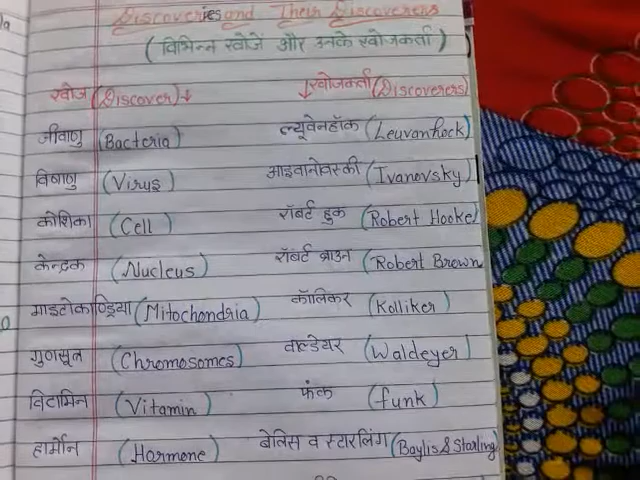 Discoveries and Their Discoverers
(विभिन्न खोजें और उनके खोजकर्ता)
खोज (Discover)↓ ↓खोजकर्ता (Discoverers)
जीवाणु (Bacteria) ल्यूवेनहॉक (Leuvanhock)
विषाणु (Virus) आइवानोवस्की (Ivanovsky)
कोशिका (Cell) रॉबर्ट हुक (Robert Hooke)
केन्द्रक (Nucleus) रॉबर्ट ब्राउन (Robert Brown
माइटोकाण्ड्रिया (Mitochondria) कॉलिकर (Kolliker)
गुणसूत्र (Chromosomes) वाल्डेयर (Waldeyer)
विटामिन (Vitamin) फंक (funk)
हार्मोन (Harmone) बेलिस व स्टारलिंग (Baylis & Starling)